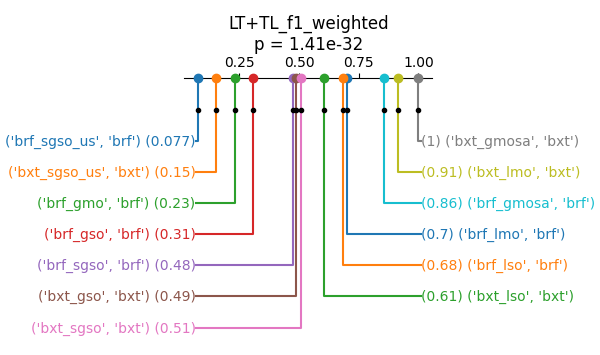 LT+TL_f1_weighted
p = 1.41e-32
0.25 0.50 0.75 1.00
('brf_sgso_us', 'brf') (0.077)
('bxt_sgso_us', 'bxt') (0.15)
('brf_gmo', 'brf') (0.23)
('brf_gso', 'brf') (0.31)
('brf_sgso', 'brf') (0.48)
('bxt_gso', 'bxt') (0.49)
('bxt_sgso', 'bxt') (0.51)
(1) ('bxt_gmosa', 'bxt')
(0.91) ('bxt_lmo', 'bxt')
(0.86) ('brf_gmosa', 'brf')
(0.7) ('brf_lmo', 'brf')
(0.68) ('brf_lso', 'brf')
(0.61) ('bxt_lso', 'bxt')